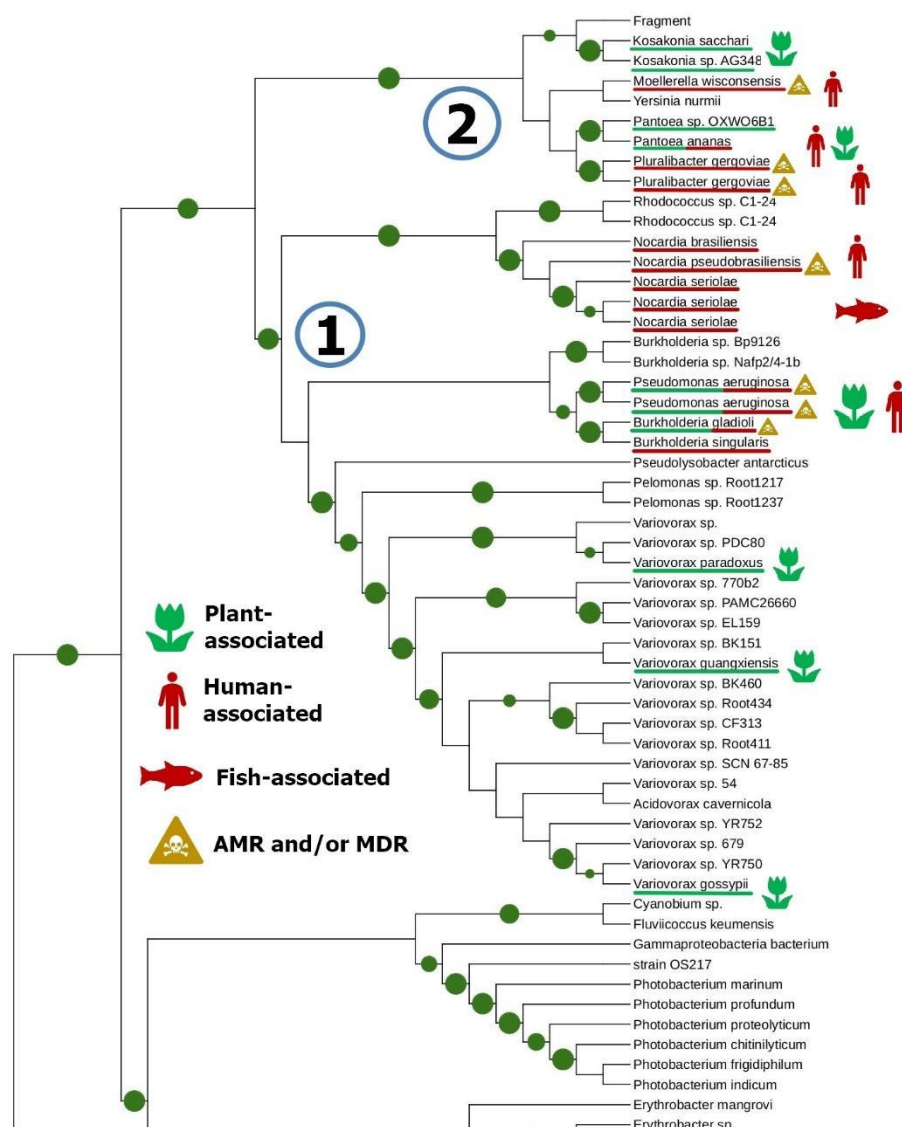 Fragment
Kosakonia sacchari
Kosakonia sp. AG348
Moellerella wisconsensis
Yersinia nurmii
2
Pantoea sp. OXWO6B1
Pantoea ananas
Pluralibacter gergoviae
Pluralibacter gergoviae
Rhodococcus sp. C1-24
Rhodococcus sp. C1-24
Nocardia brasiliensis
Nocardia pseudobrasiliensis
Nocardia seriolae
Nocardia seriolae
Nocardia seriolae
1
Burkholderia sp. Bp9126
Burkholderia sp. Nafp2/4-1b
Pseudomonas aeruginosa
Pseudomonas aeruginosa
Burkholderia gladioli
Burkholderia singularis
Pseudolysobacter antarcticus
Pelomonas sp. Root1217
Pelomonas sp. Root1237
Variovorax sp.
Variovorax sp. PDC80
Variovorax paradoxus
Variovorax sp. 770b2
Variovorax sp. PAMC26660
Variovorax sp. EL159
Variovorax sp. BK151
Variovorax guangxiensis
Variovorax sp. BK460
Variovorax sp. Root434
Variovorax sp. CF313
Variovorax sp. Root411
Variovorax sp. SCN 67-85
Variovorax sp. 54
Acidovorax cavernicola
Variovorax sp. YR752
Variovorax sp. 679
Variovorax sp. YR750
Variovorax gossypii
Cyanobium sp.
Fluviicoccus keumensis
Gammaproteobacteria bacterium
strain OS217
Photobacterium marinum
Photobacterium profundum
Photobacterium proteolyticum
Photobacterium chitinilyticum
Photobacterium frigidiphilum
Photobacterium indicum
Erythrobacter mangrovi
Erythrobacter sp
Plant-
associated
Human-
associated
Fish-associated
AMR and/or MDR